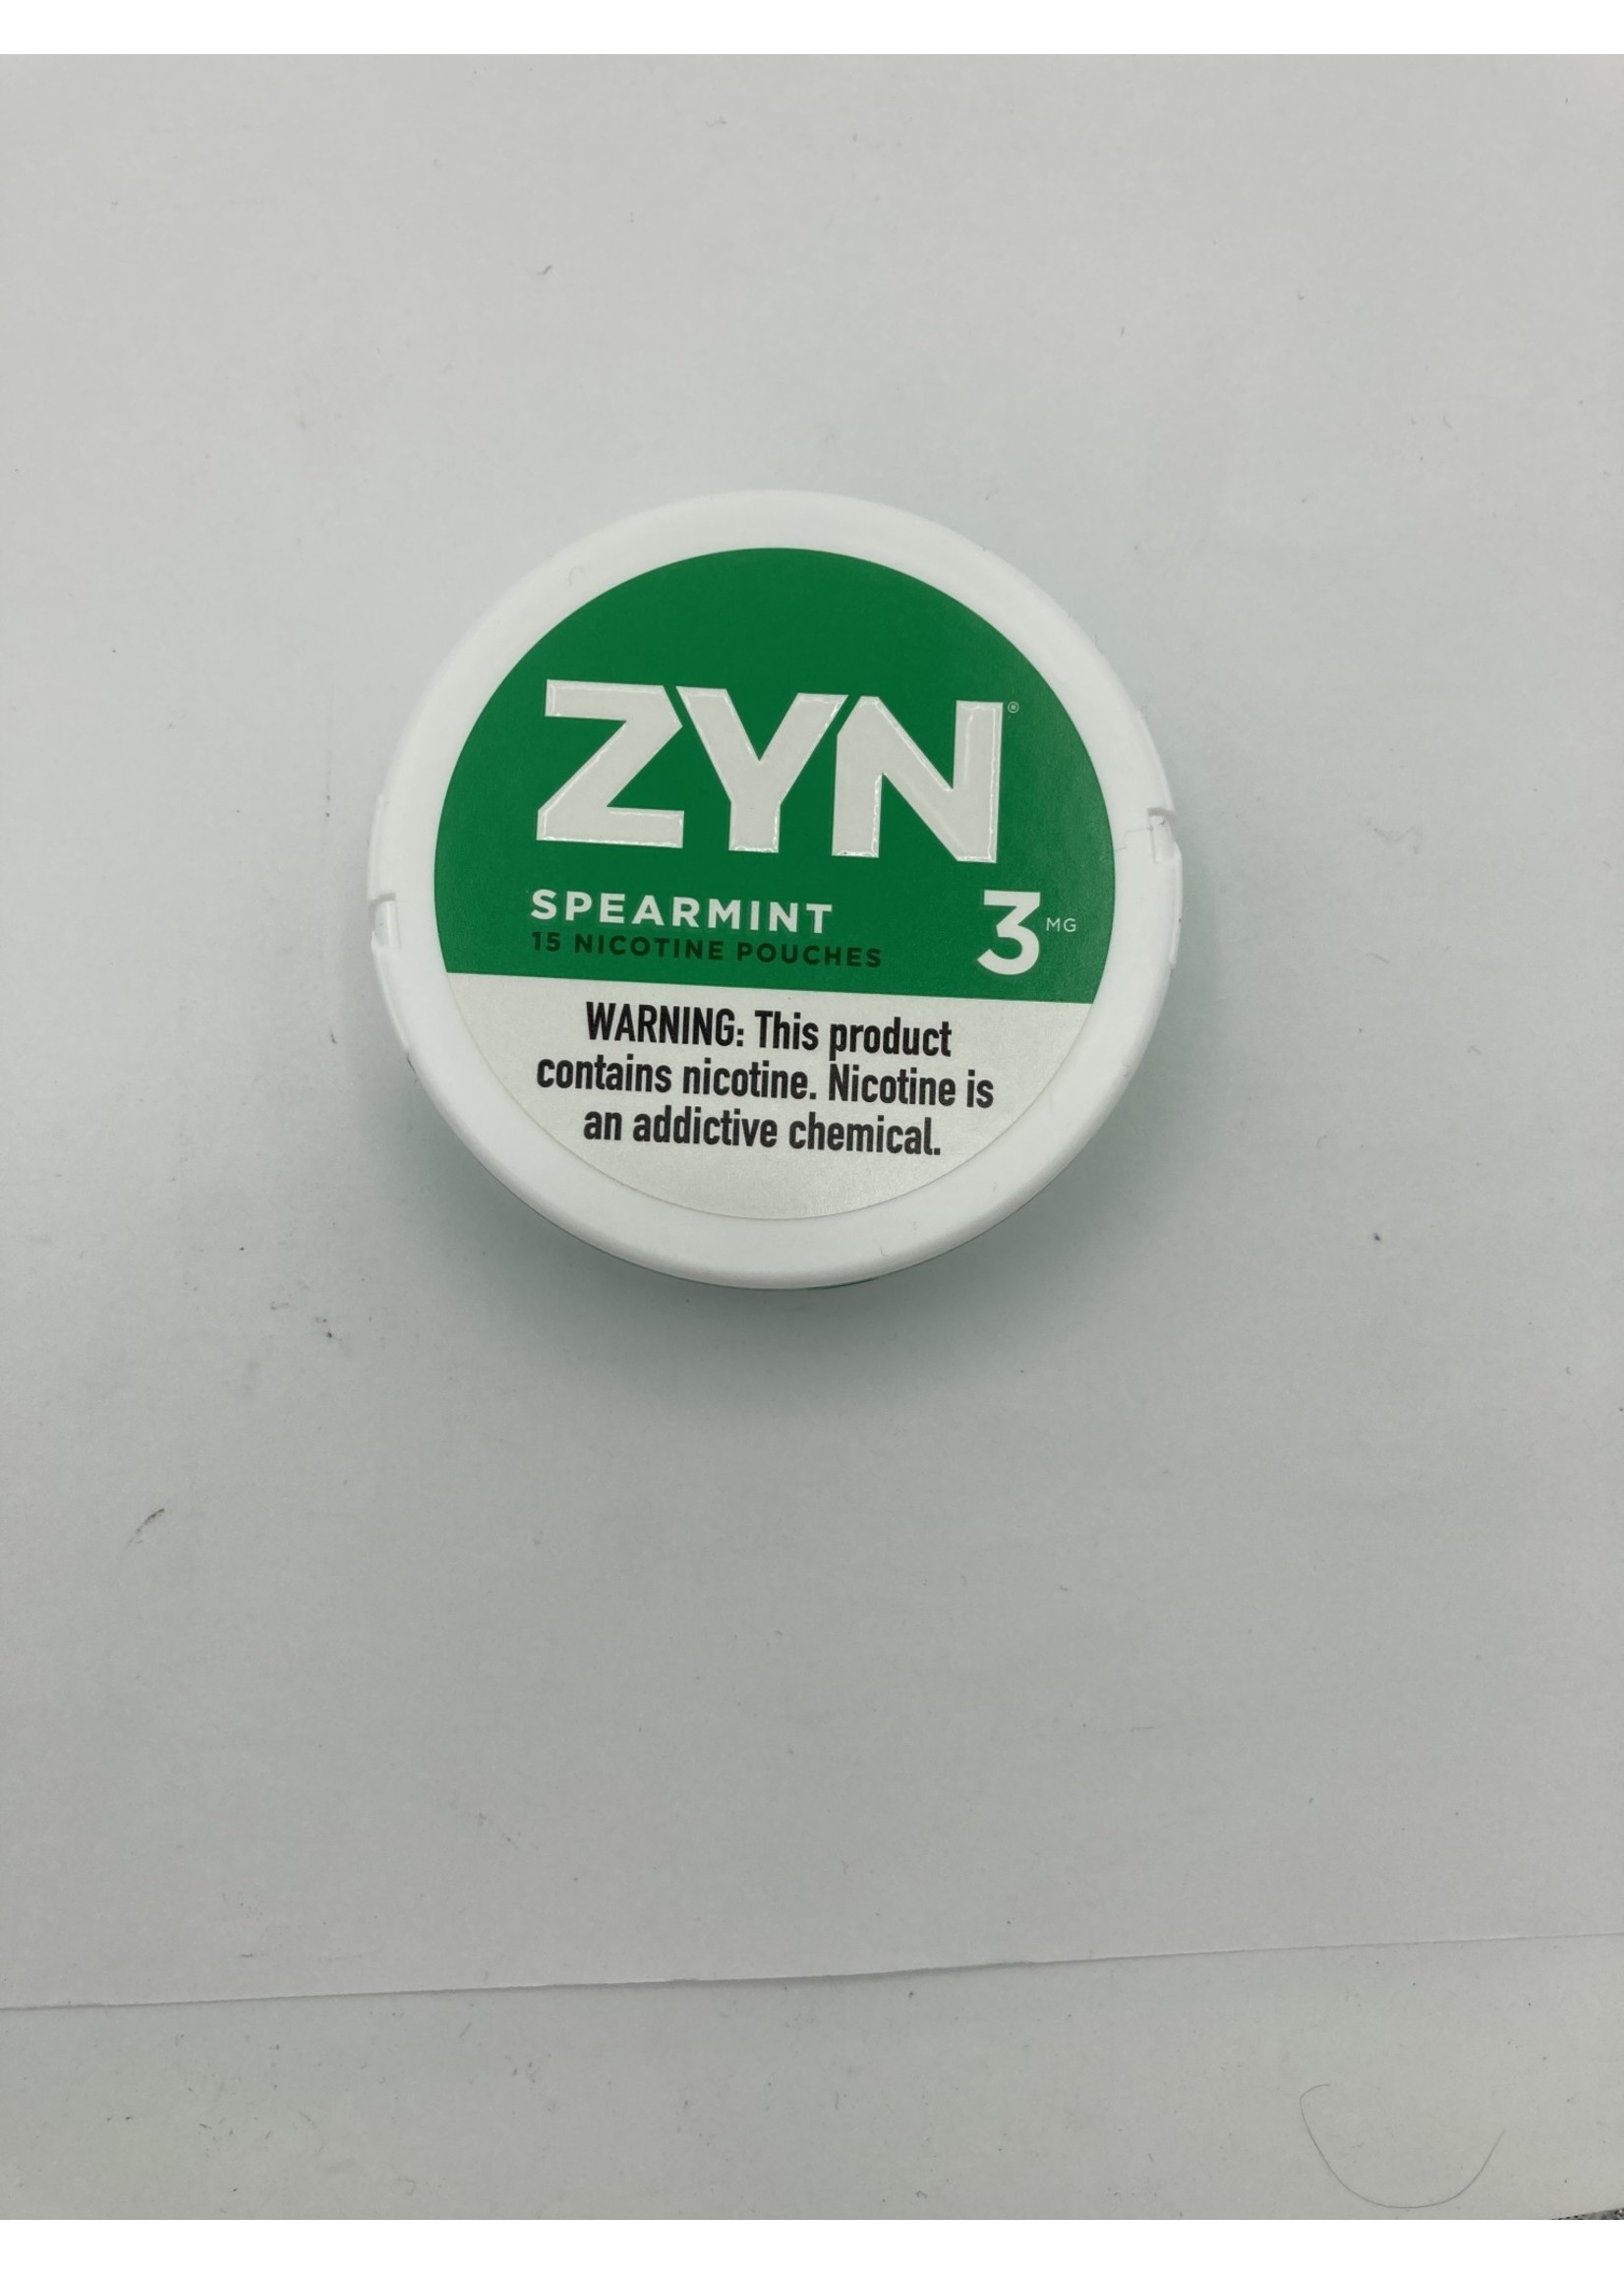 ZYN®
SPEARMINT
15 NICOTINE POUCHES
3 MG
WARNING: This product
contains nicotine. Nicotine is
an addictive chemical.